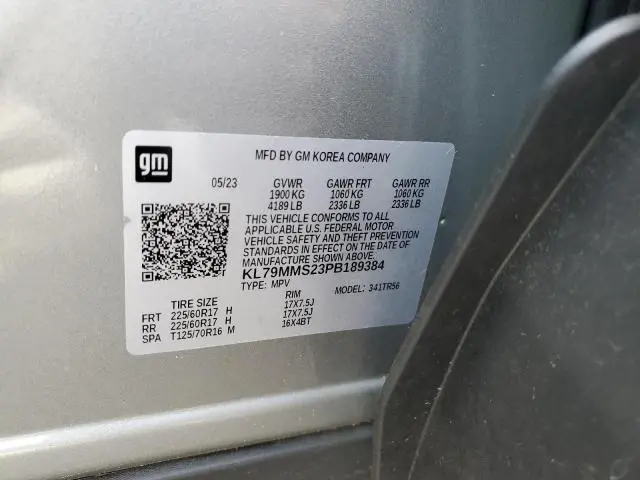 gm
MFD BY GM KOREA COMPANY
05/23 GVWR GAWR FRT GAWR RR
1900 KG 1060 KG 1060 KG
4189 LB 2336 LB 2336 LB
THIS VEHICLE CONFORMS TO ALL
APPLICABLE U.S. FEDERAL MOTOR
VEHICLE SAFETY AND THEFT PREVENTION
STANDARDS IN EFFECT ON THE DATE OF
MANUFACTURE SHOWN ABOVE.
KL79MMS23PB189384
TYPE: MPV MODEL: 341TR56
TIRE SIZE RIM
FRT 225/60R17 H 17X7.5J
RR 225/60R17 H 17X7.5J
SPA T125/70R16 M 16X4BT